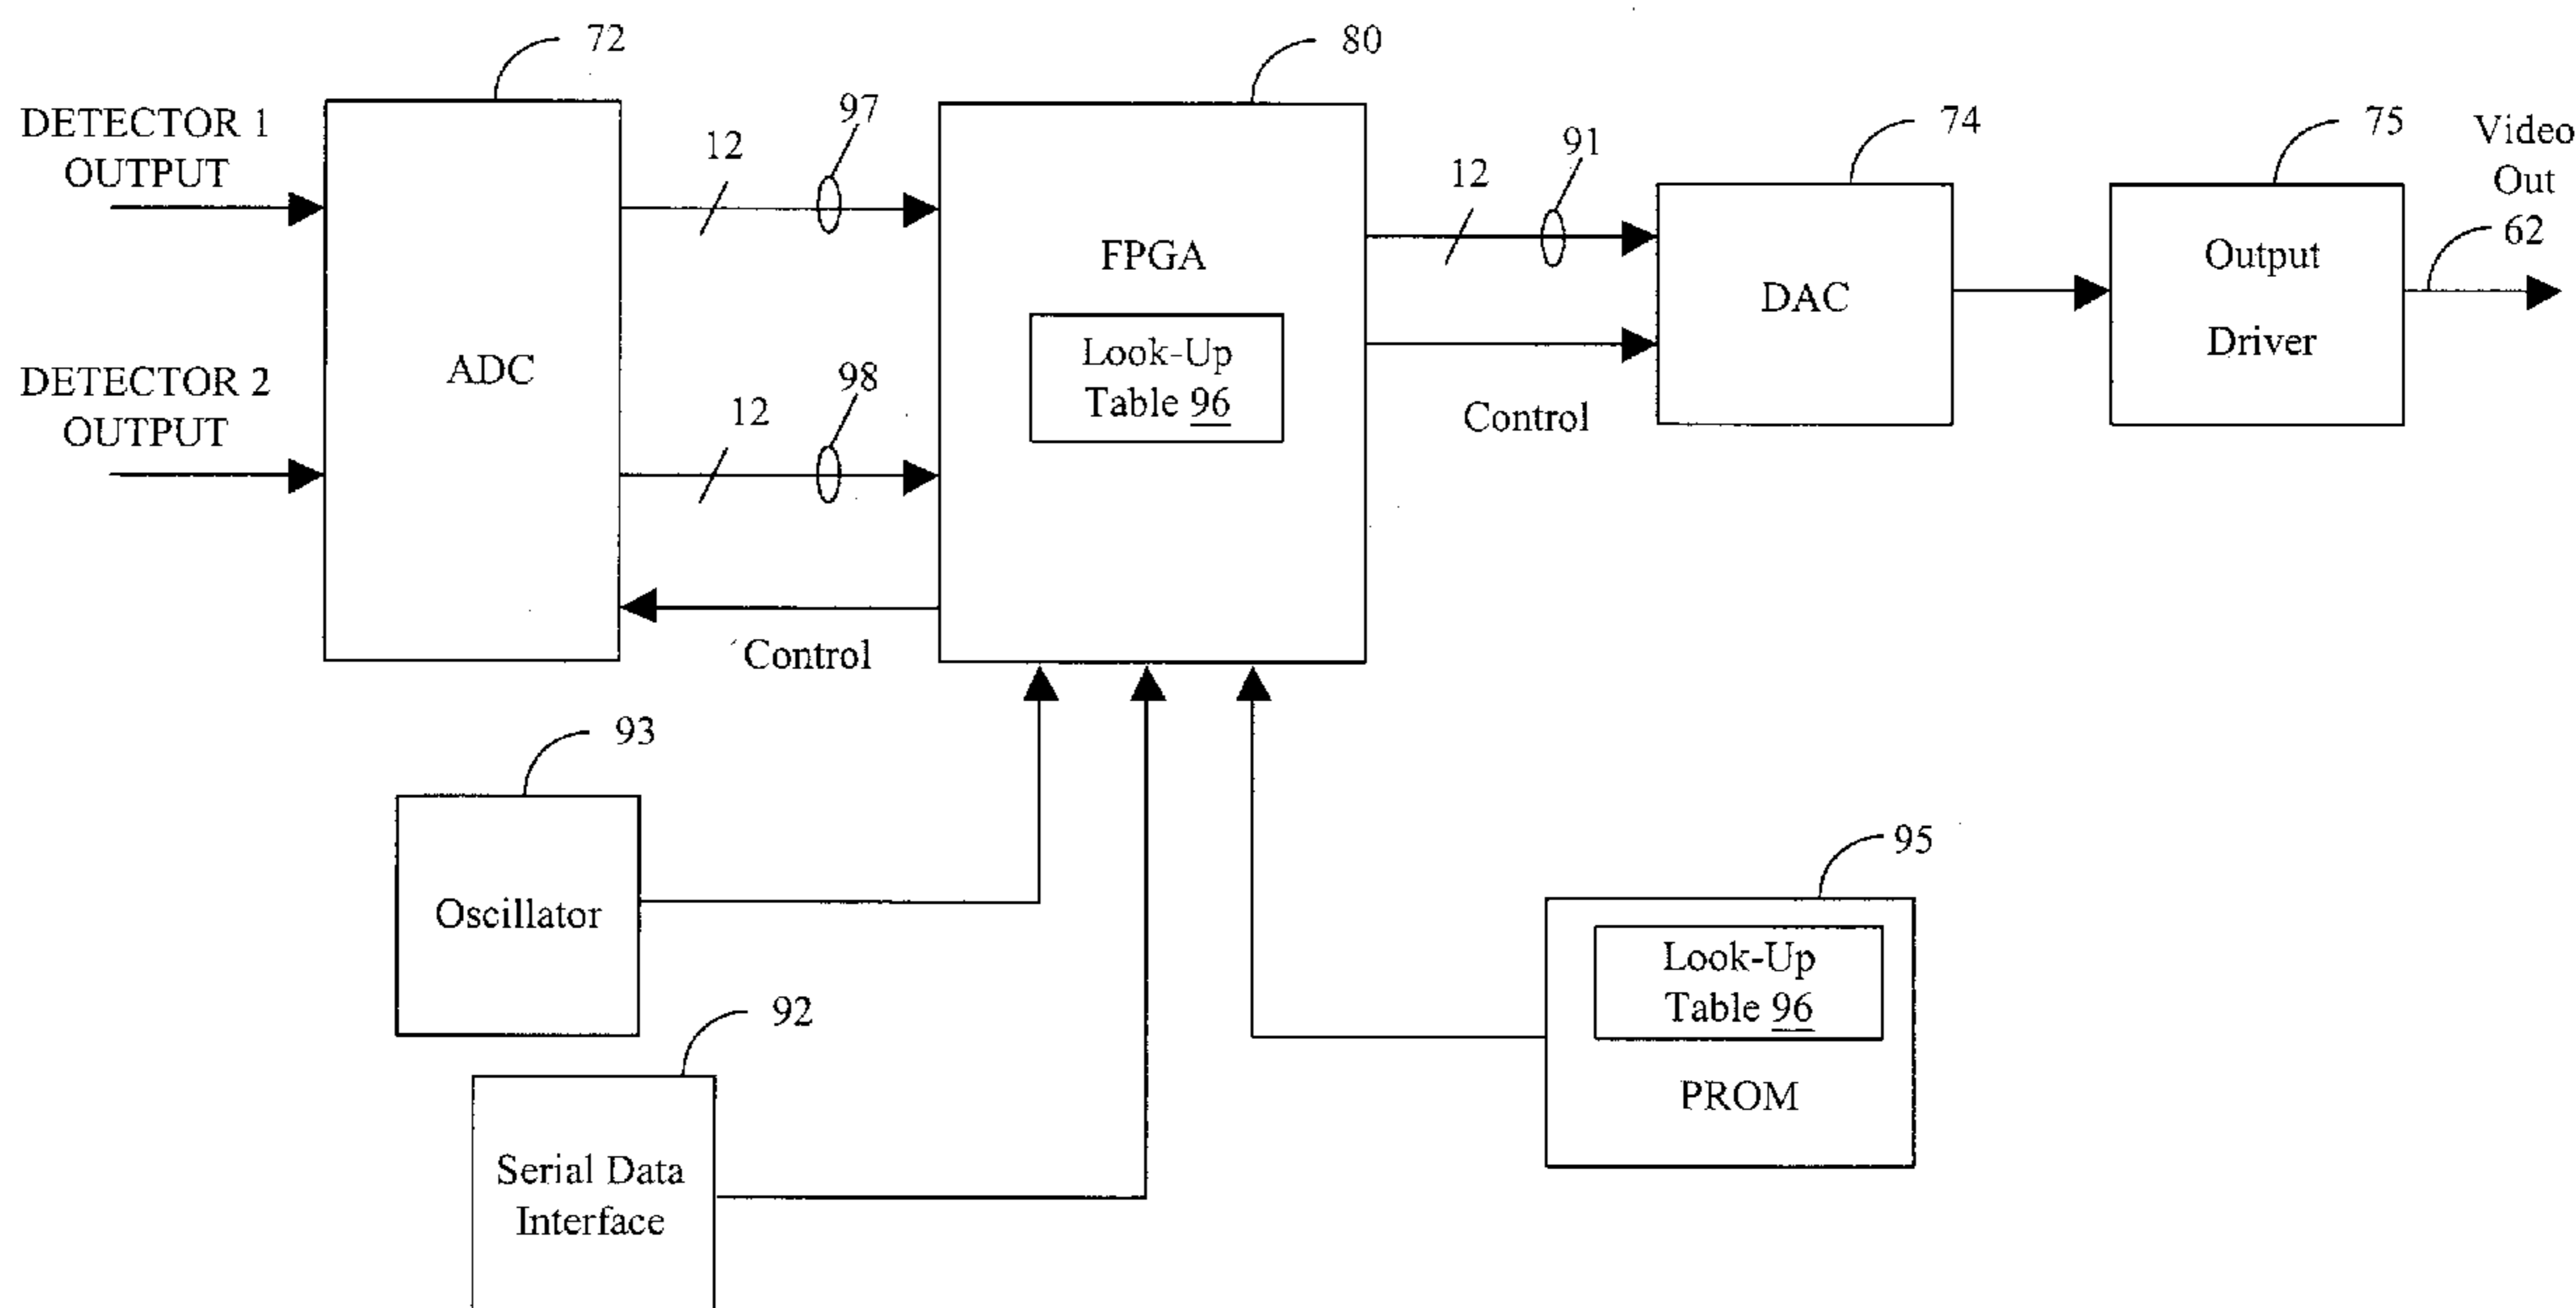 72
80
DETECTOR 1
OUTPUT
12
97
74
75
Video
Out
62
12
91
FPGA
Look-Up
Table 96
DAC
Output
Driver
ADC
DETECTOR 2
OUTPUT
12
98
Control
Control
93
Oscillator
95
Look-Up
Table 96
PROM
92
Serial Data
Interface